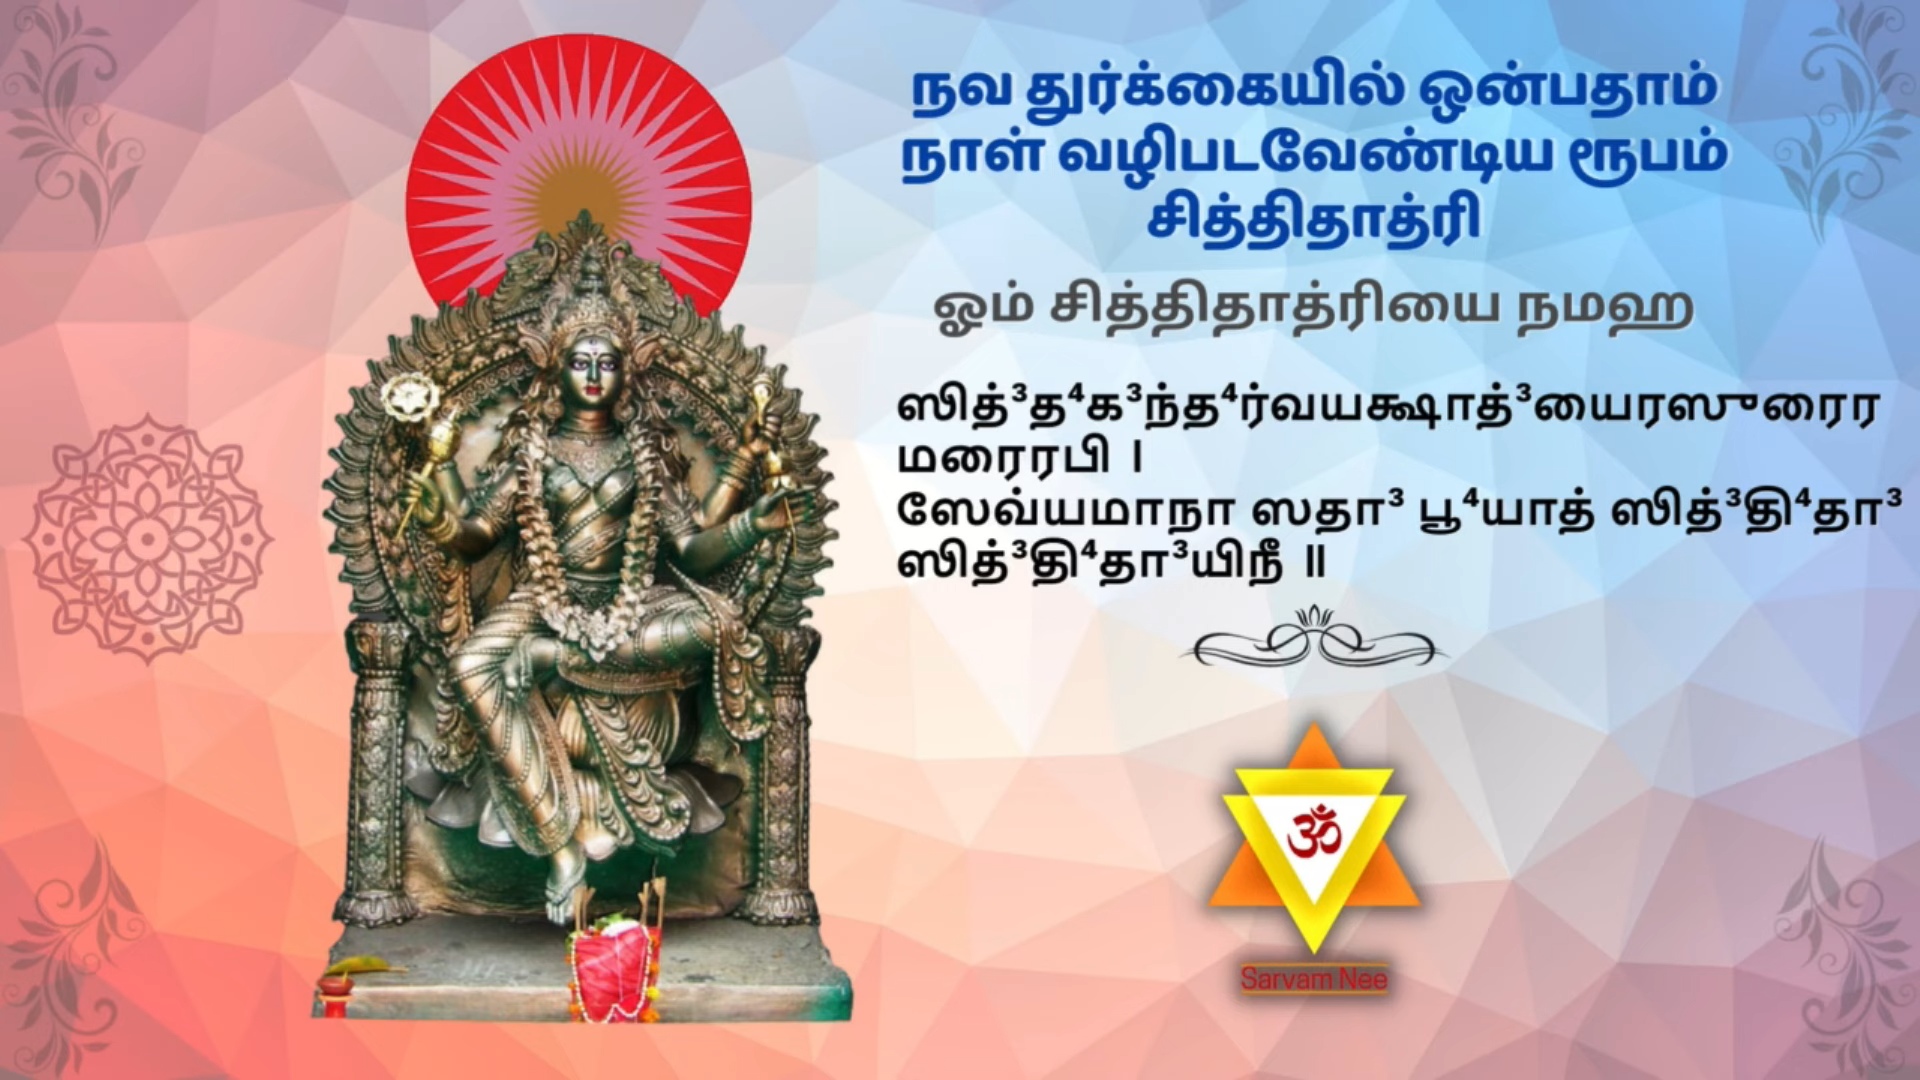 நவ துர்க்கையில் ஒன்பதாம்
நாள் வழிபடவேண்டிய ரூபம்
சித்திதாத்ரி
ஓம் சித்திதாத்ரியை நமஹ
ஸித்³த⁴க³ந்த⁴ர்வயக்ஷாத்³யைரஸுரைர
மரைரபி ।
ஸேவ்யமாநா ஸதா³ பூ⁴யாத் ஸித்³தி⁴தா³
ஸித்³தி⁴தா³யிநீ ॥
ॐ
Sarvam Nee